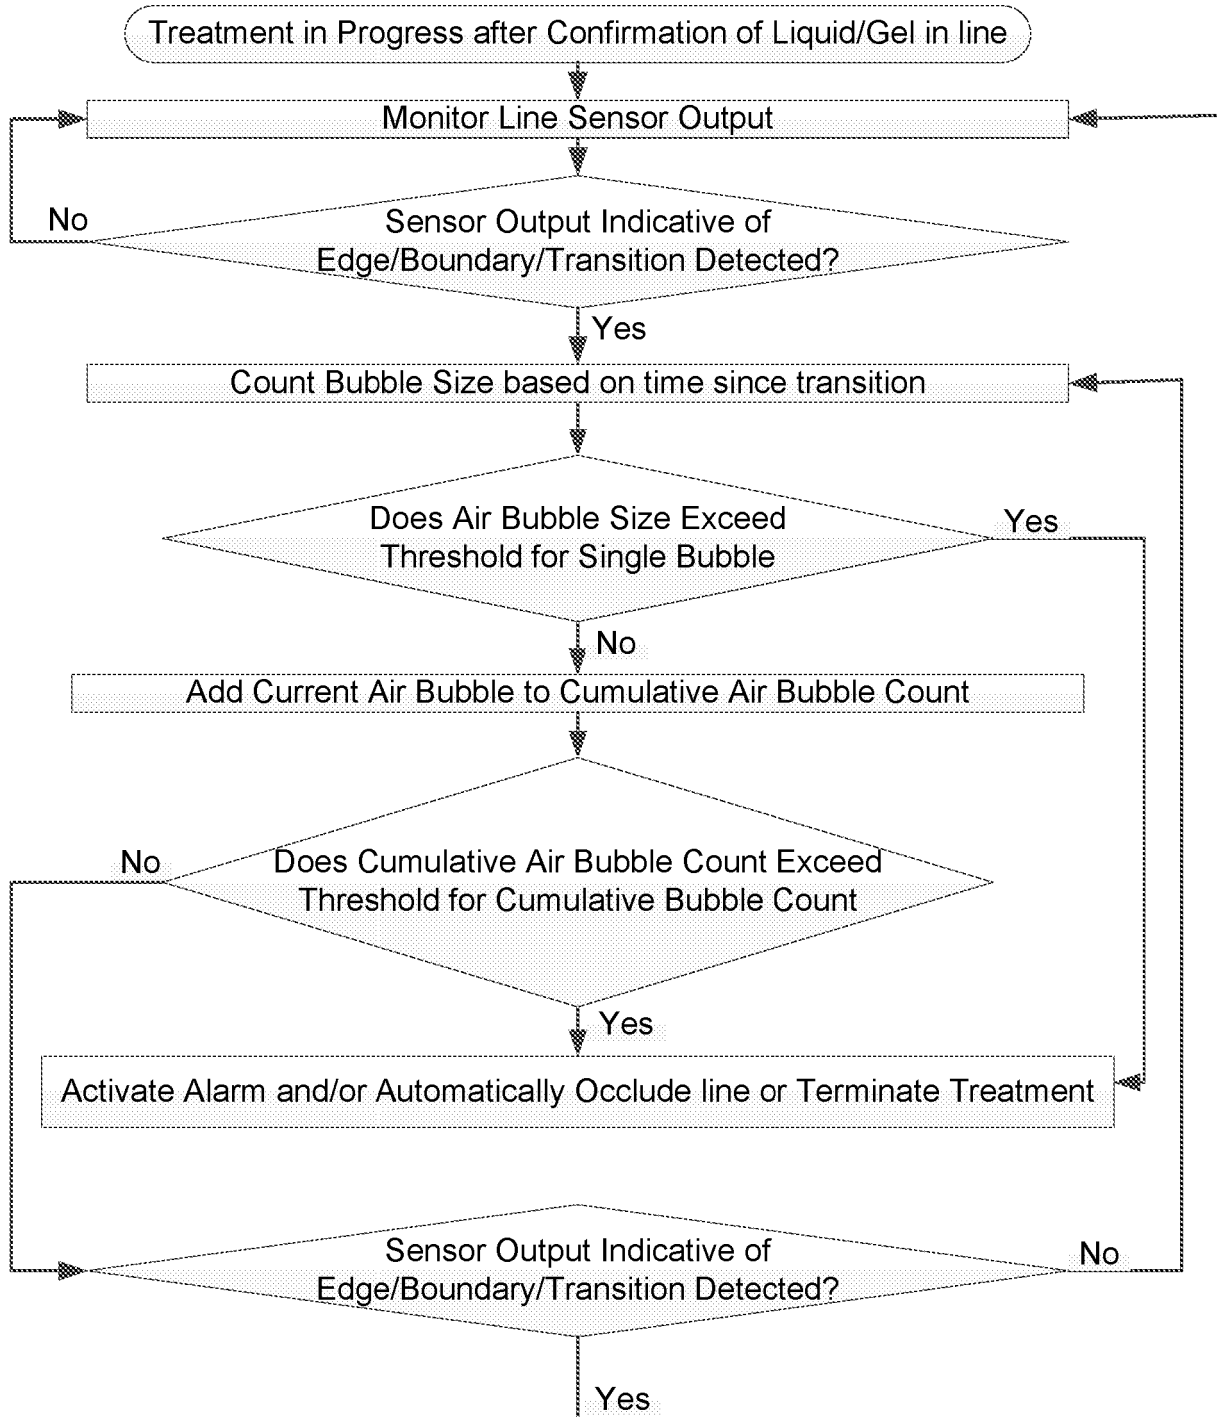 Treatment in Progress after Confirmation of Liquid/Gel in line
Monitor Line Sensor Output
No
Sensor Output Indicative of
Edge/Boundary/Transition Detected?
Yes
Count Bubble Size based on time since transition
Does Air Bubble Size Exceed
Threshold for Single Bubble
Yes
No
Add Current Air Bubble to Cumulative Air Bubble Count
No
Does Cumulative Air Bubble Count Exceed
Threshold for Cumulative Bubble Count
Yes
Activate Alarm and/or Automatically Occlude line or Terminate Treatment
Sensor Output Indicative of
Edge/Boundary/Transition Detected?
No
Yes